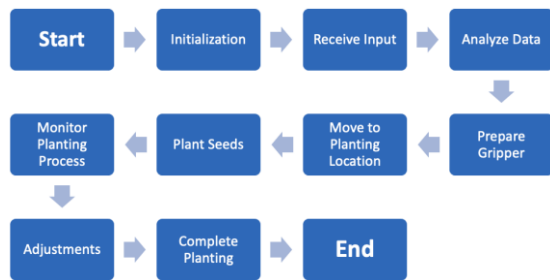 Start
Initialization
Receive Input
Analyze Data
Prepare
Gripper
Move to
Planting
Location
Plant Seeds
Monitor
Planting
Process
Adjustments
Complete
Planting
End